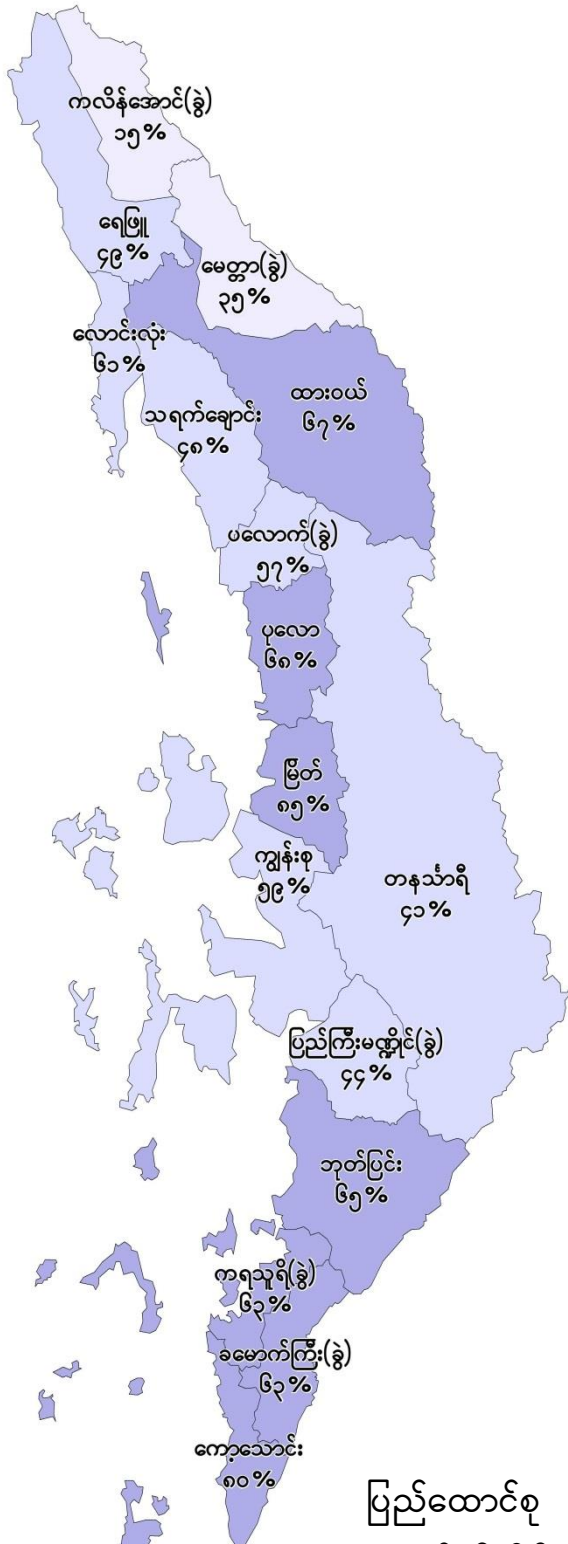 ကလိန်အောင်(ခွဲ)
၁၅%
ရေဖြူ
၄၉%
မေတ္တာ(ခွဲ)
၃၅%
လောင်းလုံး
၆၁%
ထားဝယ်
၆၇%
သရက်ချောင်း
၄၈%
ပလောက်(ခွဲ)
၅၇%
ပုလော
၆၈%
မြိတ်
၈၅%
ကျွန်းစု
၅၉%
တနင်္သာရီ
၄၁%
ပြည်ကြီးမဏ္ဍိုင်(ခွဲ)
၄၄%
ဘုတ်ပြင်း
၆၅%
ကရသူရိ(ခွဲ)
၆၃%
ခမောက်ကြီး(ခွဲ)
၆၃%
ကော့သောင်း
၈၀%
ပြည်ထောင်စု